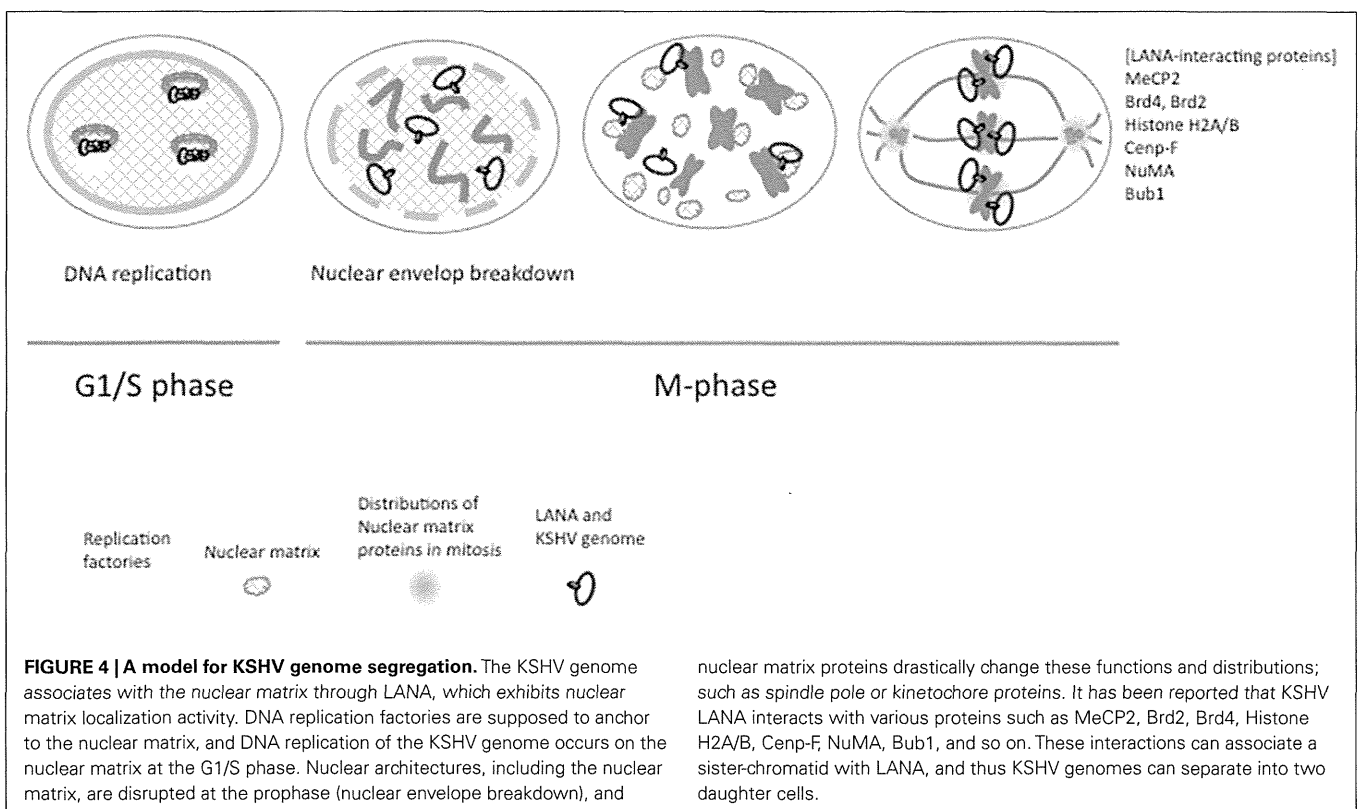 [LANA-interacting proteins]
MeCP2
Brd4, Brd2
Histone H2A/B
Cenp-F
NuMA
Bub1
DNA replication
Nuclear envelop breakdown
G1/S phase
M-phase
Replication
factories
Nuclear matrix
Distributions of
Nuclear matrix
proteins in mitosis
LANA and
KSHV genome
FIGURE 4 | A model for KSHV genome segregation. The KSHV genome
associates with the nuclear matrix through LANA, which exhibits nuclear
matrix localization activity. DNA replication factories are supposed to anchor
to the nuclear matrix, and DNA replication of the KSHV genome occurs on the
nuclear matrix at the G1/S phase. Nuclear architectures, including the nuclear
matrix, are disrupted at the prophase (nuclear envelope breakdown), and
nuclear matrix proteins drastically change these functions and distributions;
such as spindle pole or kinetochore proteins. It has been reported that KSHV
LANA interacts with various proteins such as MeCP2, Brd2, Brd4, Histone
H2A/B, Cenp-F, NuMA, Bub1, and so on. These interactions can associate a
sister-chromatid with LANA, and thus KSHV genomes can separate into two
daughter cells.